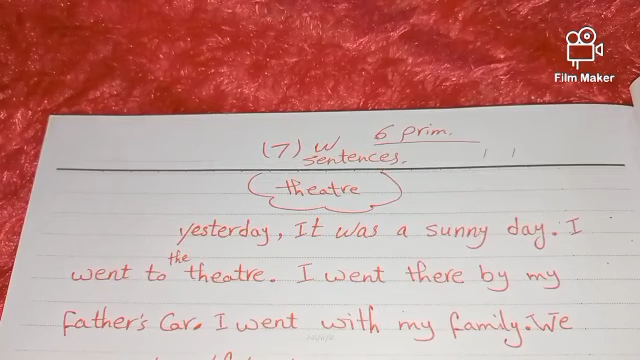 Film Maker
6 prim.
(7) W
sentences.
theatre
yesterday, It was a sunny day. I
went to the theatre. I went there by my
Father's Car. I went with my family. We